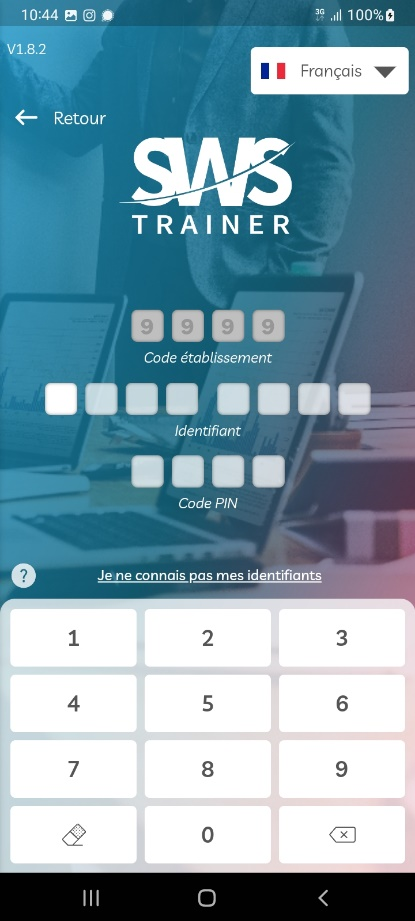 10:44
3G
100%
V1.8.2
Français
Retour
SWS
TRAINER
9 9 9 9
Code établissement
Identifiant
Code PIN
?
Je ne connais pas mes identifiants
1 2 3
4 5 6
7 8 9
0